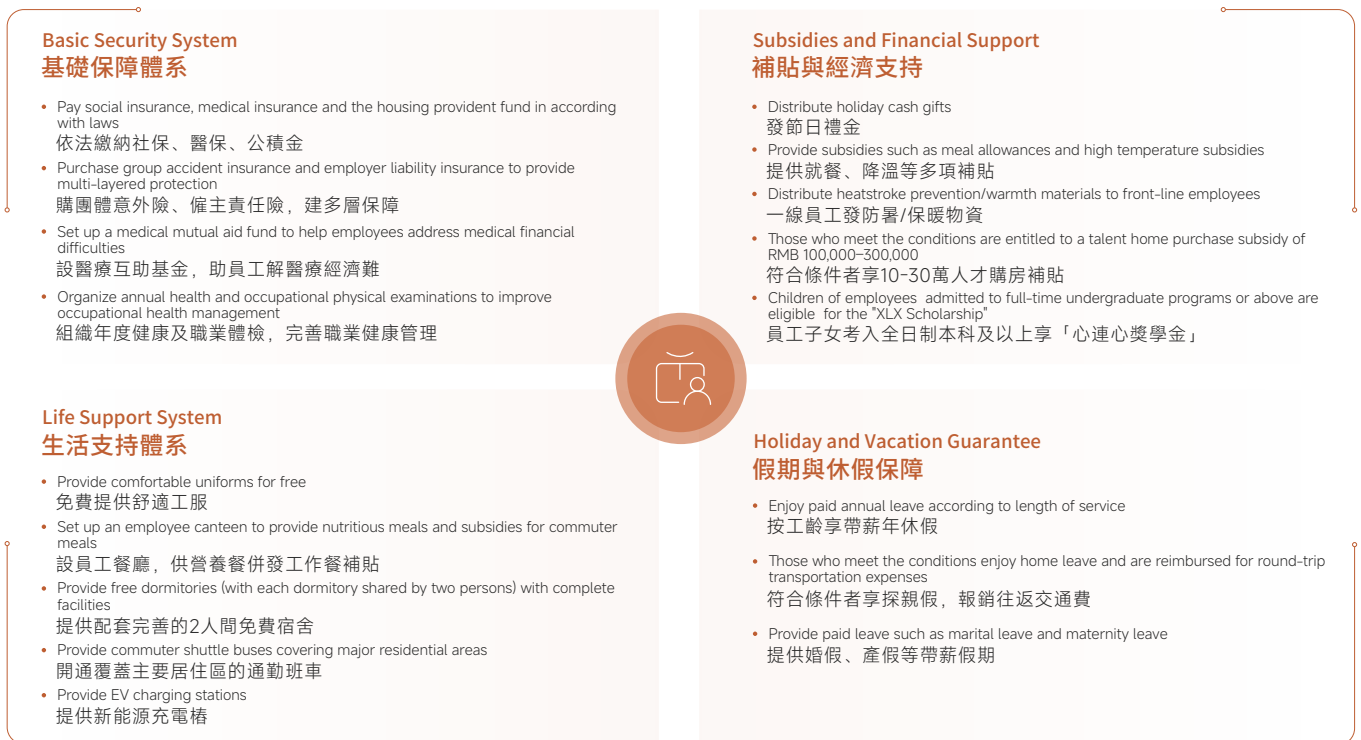 Basic Security System
基礎保障體系
• Pay social insurance, medical insurance and the housing provident fund in according
with laws
依法繳納社保、醫保、公積金
• Purchase group accident insurance and employer liability insurance to provide
multi-layered protection
購團體意外險、僱主責任險，建多層保障
• Set up a medical mutual aid fund to help employees address medical financial
difficulties
設醫療互助基金，助員工解醫療經濟難
• Organize annual health and occupational physical examinations to improve
occupational health management
組織年度健康及職業體檢，完善職業健康管理
Subsidies and Financial Support
補貼與經濟支持
• Distribute holiday cash gifts
發節日禮金
• Provide subsidies such as meal allowances and high temperature subsidies
提供就餐、降溫等多項補貼
• Distribute heatstroke prevention/warmth materials to front-line employees
一線員工發防暑/保暖物資
• Those who meet the conditions are entitled to a talent home purchase subsidy of
RMB 100,000–300,000
符合條件者享10-30萬人才購房補貼
• Children of employees admitted to full-time undergraduate programs or above are
eligible for the "XLX Scholarship"
員工子女考入全日制本科及以上享「心連心獎學金」
Life Support System
生活支持體系
• Provide comfortable uniforms for free
免費提供舒適工服
• Set up an employee canteen to provide nutritious meals and subsidies for commuter
meals
設員工餐廳，供營養餐併發工作餐補貼
• Provide free dormitories (with each dormitory shared by two persons) with complete
facilities
提供配套完善的2人間免費宿舍
• Provide commuter shuttle buses covering major residential areas
開通覆蓋主要居住區的通勤班車
• Provide EV charging stations
提供新能源充電樁
Holiday and Vacation Guarantee
假期與休假保障
• Enjoy paid annual leave according to length of service
按工齡享帶薪年休假
• Those who meet the conditions enjoy home leave and are reimbursed for round-trip
transportation expenses
符合條件者享探親假，報銷往返交通費
• Provide paid leave such as marital leave and maternity leave
提供婚假、產假等帶薪假期